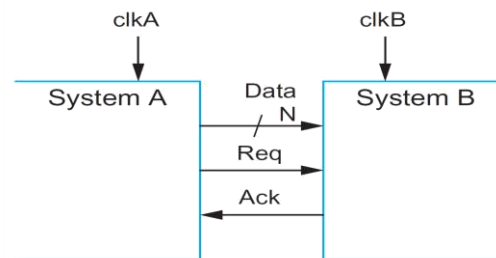 clkA clkB
System A Data System B
N
Req
Ack